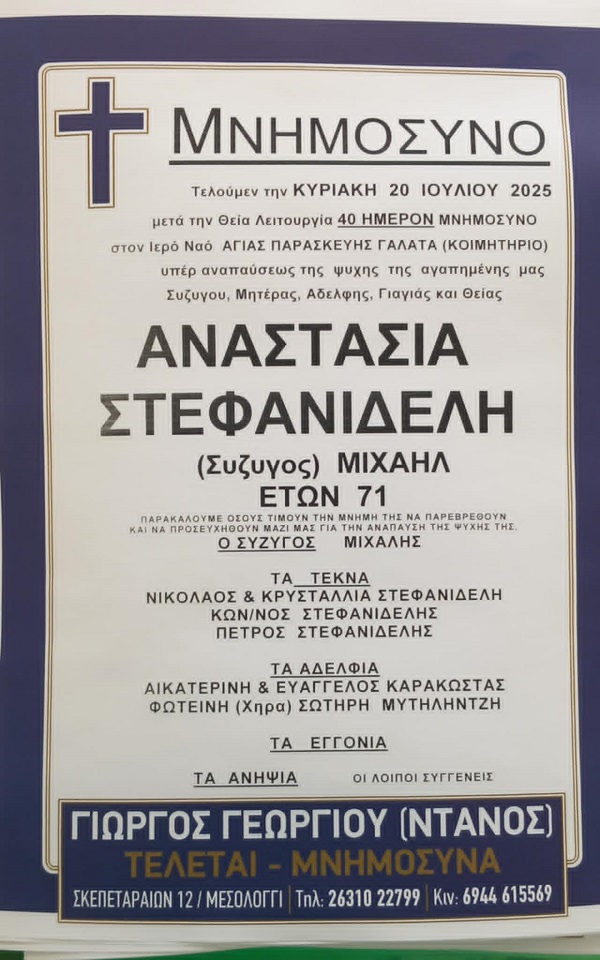 ΜΝΗΜΟΣΥΝΟ
Τελούμεν την ΚΥΡΙΑΚΗ 20 ΙΟΥΛΙΟΥ 2025
μετά την Θεία Λειτουργία 40 ΗΜΕΡΟΝ ΜΝΗΜΟΣΥΝΟ
στον Ιερό Ναό ΑΓΙΑΣ ΠΑΡΑΣΚΕΥΗΣ ΓΑΛΑΤΑ (ΚΟΙΜΗΤΗΡΙΟ)
υπέρ αναπαύσεως της ψυχης της αγαπημένης μας
Συζυγου, Μητέρας, Αδελφης, Γιαγιάς και Θείας
ΑΝΑΣΤΑΣΙΑ
ΣΤΕΦΑΝΙΔΕΛΗ
(Συζυγος) ΜΙΧΑΗΛ
ΕΤΩΝ 71
ΠΑΡΑΚΑΛΟΥΜΕ ΟΣΟΥΣ ΤΙΜΟΥΝ ΤΗΝ ΜΝΗΜΗ ΤΗΣ ΝΑ ΠΑΡΕΒΡΕΘΟΥΝ
ΚΑΙ ΝΑ ΠΡΟΣΕΥΧΗΘΟΥΝ ΜΑΖΙ ΜΑΣ ΓΙΑ ΤΗΝ ΑΝΑΠΑΥΣΗ ΤΗΣ ΨΥΧΗΣ ΤΗΣ.
Ο ΣΥΖΥΓΟΣ ΜΙΧΑΛΗΣ
ΤΑ ΤΕΚΝΑ
ΝΙΚΟΛΑΟΣ & ΚΡΥΣΤΑΛΛΙΑ ΣΤΕΦΑΝΙΔΕΛΗ
ΚΩΝ/ΝΟΣ ΣΤΕΦΑΝΙΔΕΛΗΣ
ΠΕΤΡΟΣ ΣΤΕΦΑΝΙΔΕΛΗΣ
ΤΑ ΑΔΕΛΦΙΑ
ΑΙΚΑΤΕΡΙΝΗ & ΕΥΑΓΓΕΛΟΣ ΚΑΡΑΚΩΣΤΑΣ
ΦΩΤΕΙΝΗ (Χηρα) ΣΩΤΗΡΗ ΜΥΤΗΛΗΝΤΖΗ
ΤΑ ΕΓΓΟΝΙΑ
ΤΑ ΑΝΗΨΙΑ ΟΙ ΛΟΙΠΟΙ ΣΥΓΓΕΝΕΙΣ
ΓΙΩΡΓΟΣ ΓΕΩΡΓΙΟΥ (ΝΤΑΝΟΣ)
ΤΕΛΕΤΑΙ - ΜΝΗΜΟΣΥΝΑ
ΣΚΕΠΕΤΑΡΑΙΩΝ 12 / ΜΕΣΟΛΟΓΓΙ Τηλ: 26310 22799 Κιν: 6944 615569